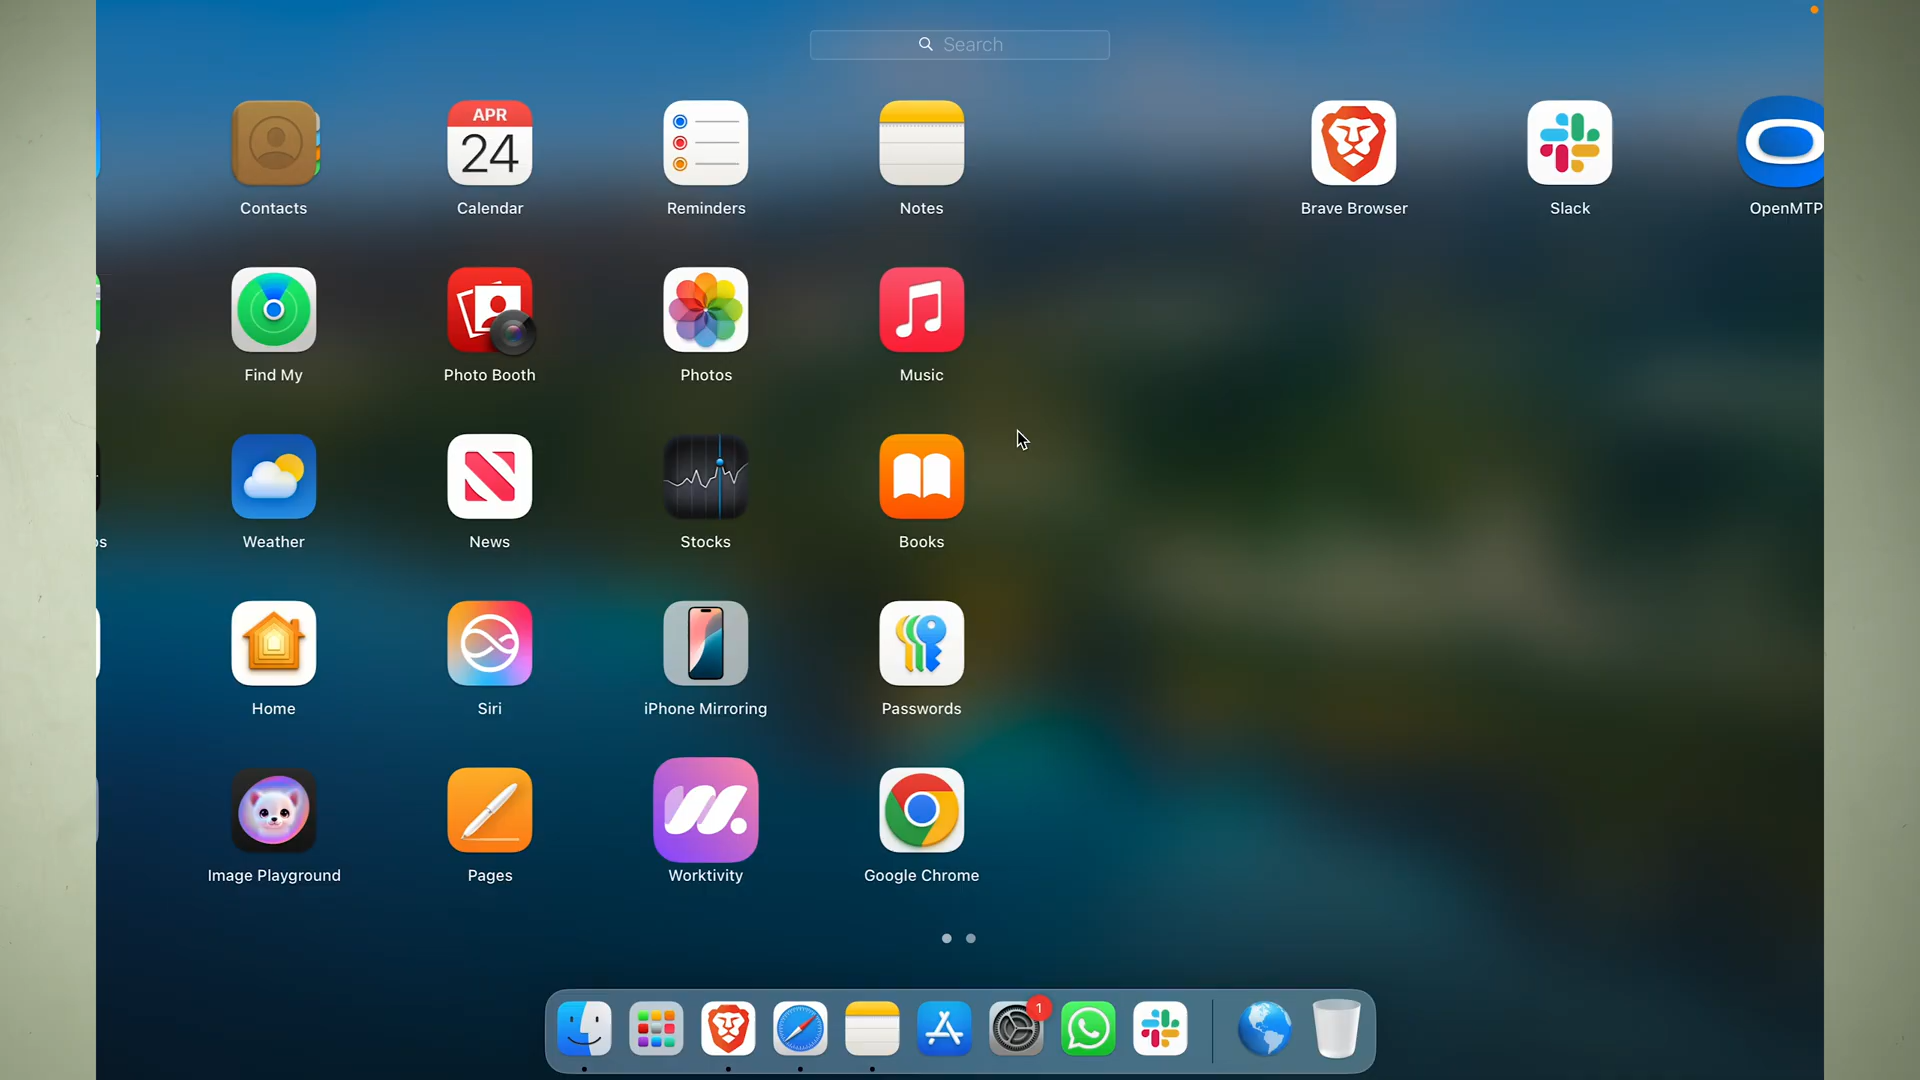 Search
Contacts
Calendar
Reminders
Notes
Brave Browser
Slack
OpenMTP
APR
24
Find My
Photo Booth
Photos
Music
Weather
News
Stocks
Books
os
Home
Siri
iPhone Mirroring
Passwords
Image Playground
Pages
Worktivity
Google Chrome
1